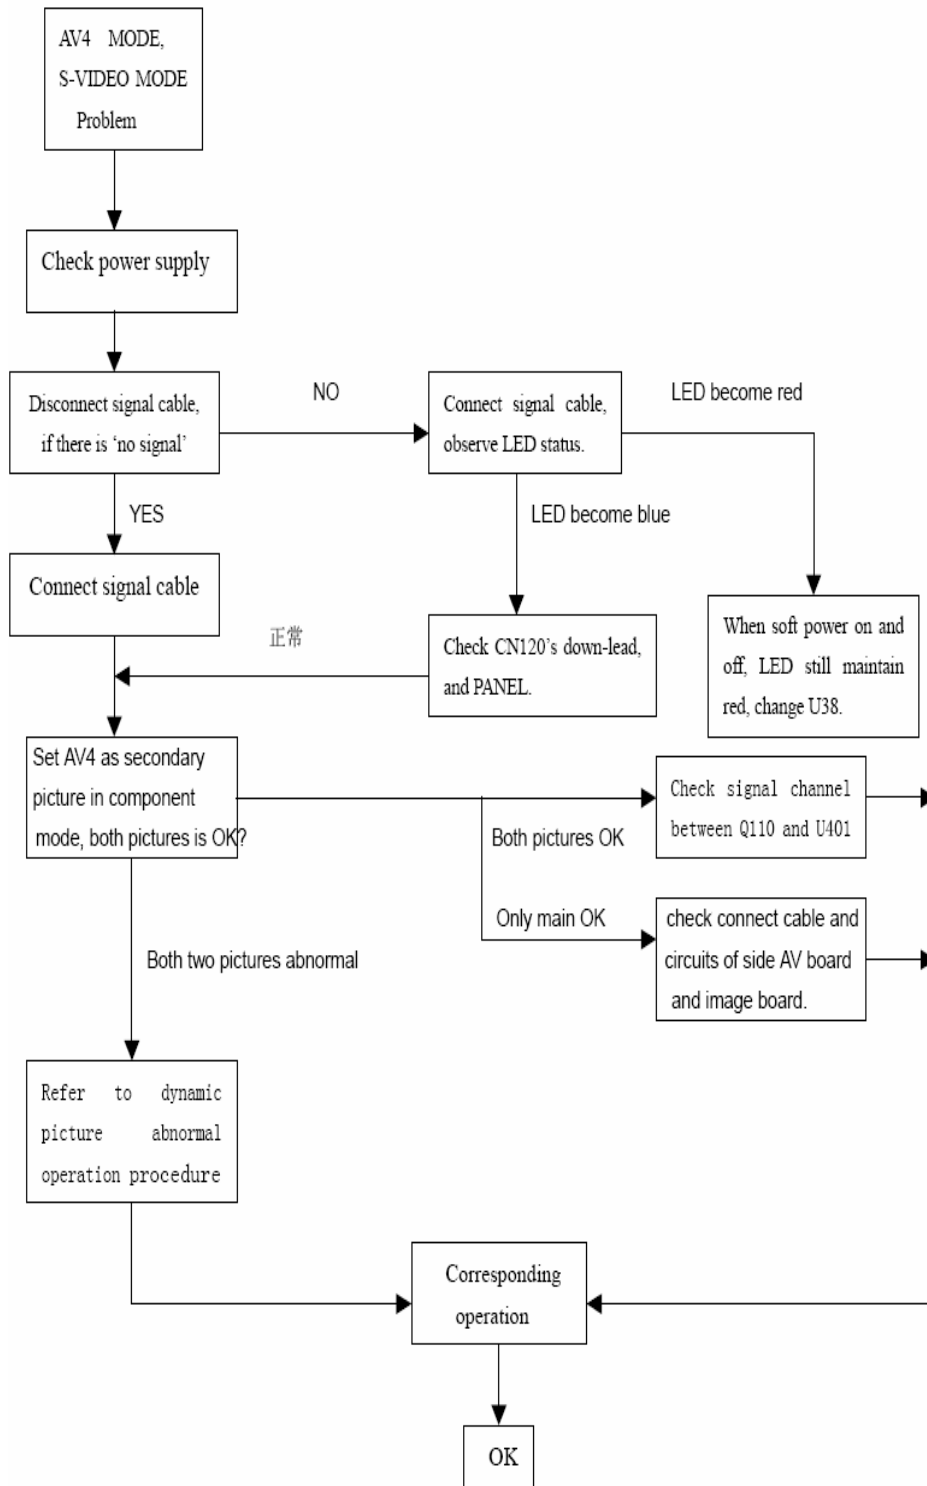 AV4 MODE,
S-VIDEO MODE
Problem
Check power supply
Disconnect signal cable,
if there is ‘no signal’
NO
Connect signal cable,
observe LED status.
LED become red
YES
LED become blue
Connect signal cable
正常
Check CN120’s down-lead,
and PANEL.
When soft power on and
off, LED still maintain
red, change U38.
Set AV4 as secondary
picture in component
mode, both pictures is OK?
Both pictures OK
Check signal channel
between Q110 and U401
Only main OK
check connect cable and
circuits of side AV board
and image board.
Both two pictures abnormal
Refer to dynamic
picture abnormal
operation procedure
Corresponding
operation
OK